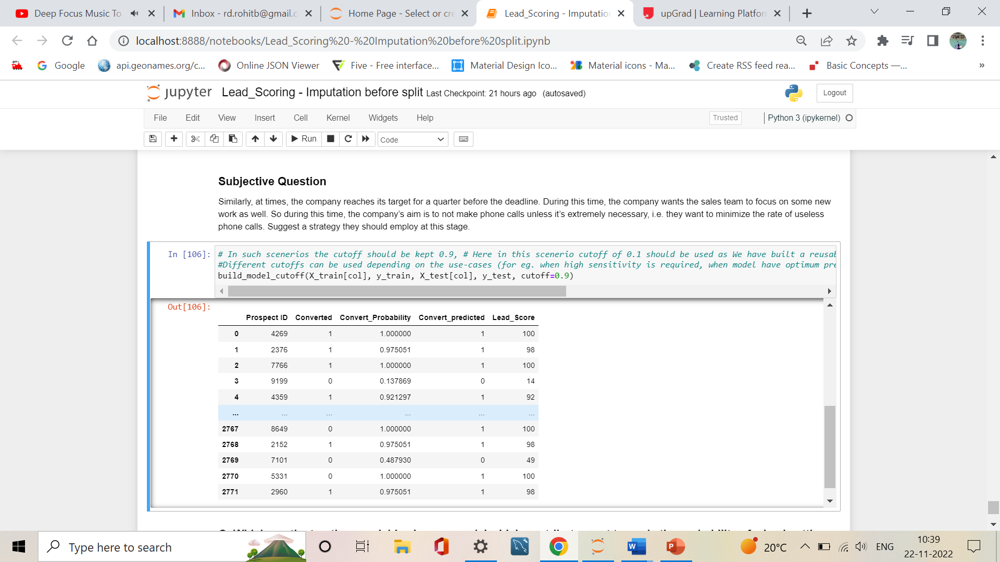 Deep Focus Music To
Inbox - rd.rohitb@gmail.c
Home Page - Select or cre
Lead_Scoring - Imputation
upGrad | Learning Platform
localhost:8888/notebooks/Lead_Scoring%20-%20Imputation%20before%20split.ipynb
Google
api.geonames.org/c...
Online JSON Viewer
Five - Free interface...
Material Design Ico...
Material icons - Ma...
Create RSS feed rea...
Basic Concepts —...
»
jupyter Lead_Scoring - Imputation before split Last Checkpoint: 21 hours ago (autosaved)
Logout
File Edit View Insert Cell Kernel Widgets Help
Trusted
Python 3 (ipykernel)
Run
Code
Subjective Question
Similarly, at times, the company reaches its target for a quarter before the deadline. During this time, the company wants the sales team to focus on some new
work as well. So during this time, the company's aim is to not make phone calls unless it's extremely necessary, i.e. they want to minimize the rate of useless
phone calls. Suggest a strategy they should employ at this stage.
In [106]: # In such scenerios the cutoff should be kept 0.9, # Here in this scenerio cutoff of 0.1 should be used as We have built a reusab
#Different cutoffs can be used depending on the use-cases (for eg. when high sensitivity is required, when model have optimum pre
build_model_cutoff(X_train[col], y_train, X_test[col], y_test, cutoff=0.9)
Out[106]:
Prospect ID Converted Convert_Probability Convert_predicted Lead_Score
0 4269 1 1.000000 1 100
1 2376 1 0.975051 1 98
2 7766 1 1.000000 1 100
3 9199 0 0.137869 0 14
4 4359 1 0.921297 1 92
... ... ... ... ... ...
2767 8649 0 1.000000 1 100
2768 2152 1 0.975051 1 98
2769 7101 0 0.487930 0 49
2770 5331 0 1.000000 1 100
2771 2960 1 0.975051 1 98
Type here to search
W
P
20°C
ENG
10:39
22-11-2022